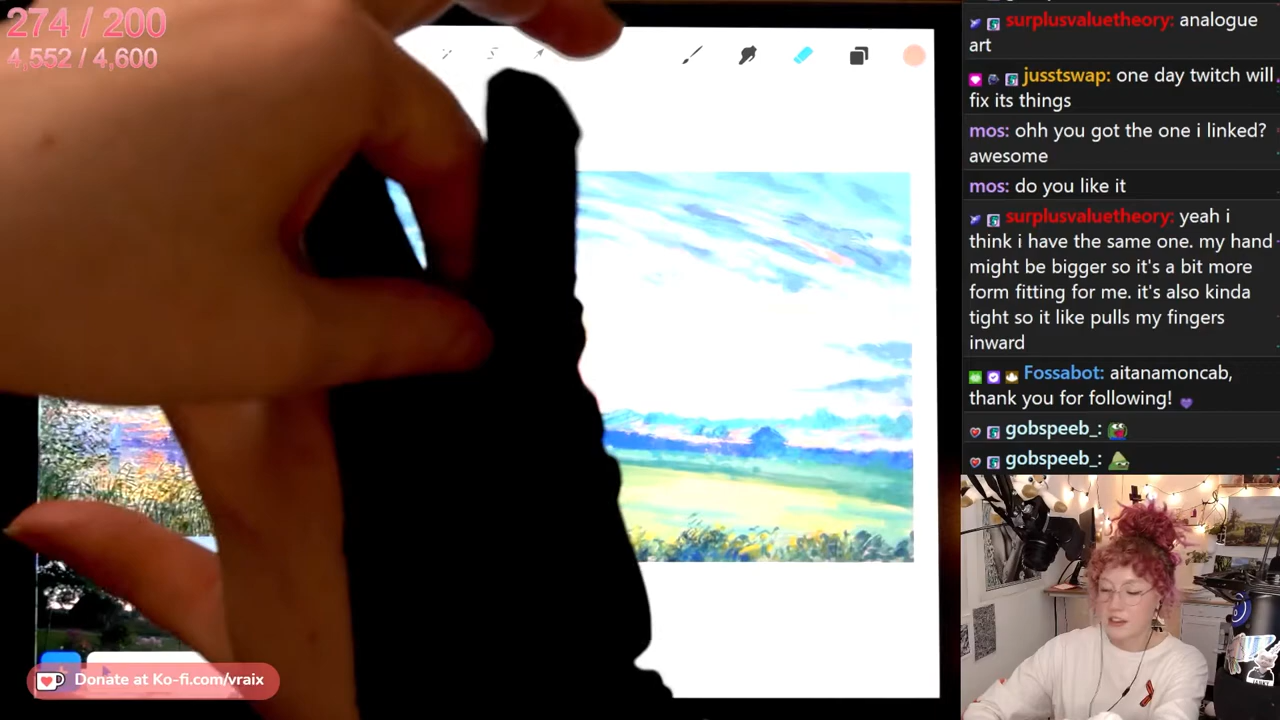 274 / 200
4,552 / 4,600
Donate at Ko-fi.com/vraix
surplusvaluetheory: analogue
art
jusstswap: one day twitch will
fix its things
mos: ohh you got the one i linked?
awesome
mos: do you like it
surplusvaluetheory: yeah i
think i have the same one. my hand
might be bigger so it's a bit more
form fitting for me. it's also kinda
tight so it like pulls my fingers
inward
Fossabot: aitanamoncab,
thank you for following!
gobspeeb_:
gobspeeb_: